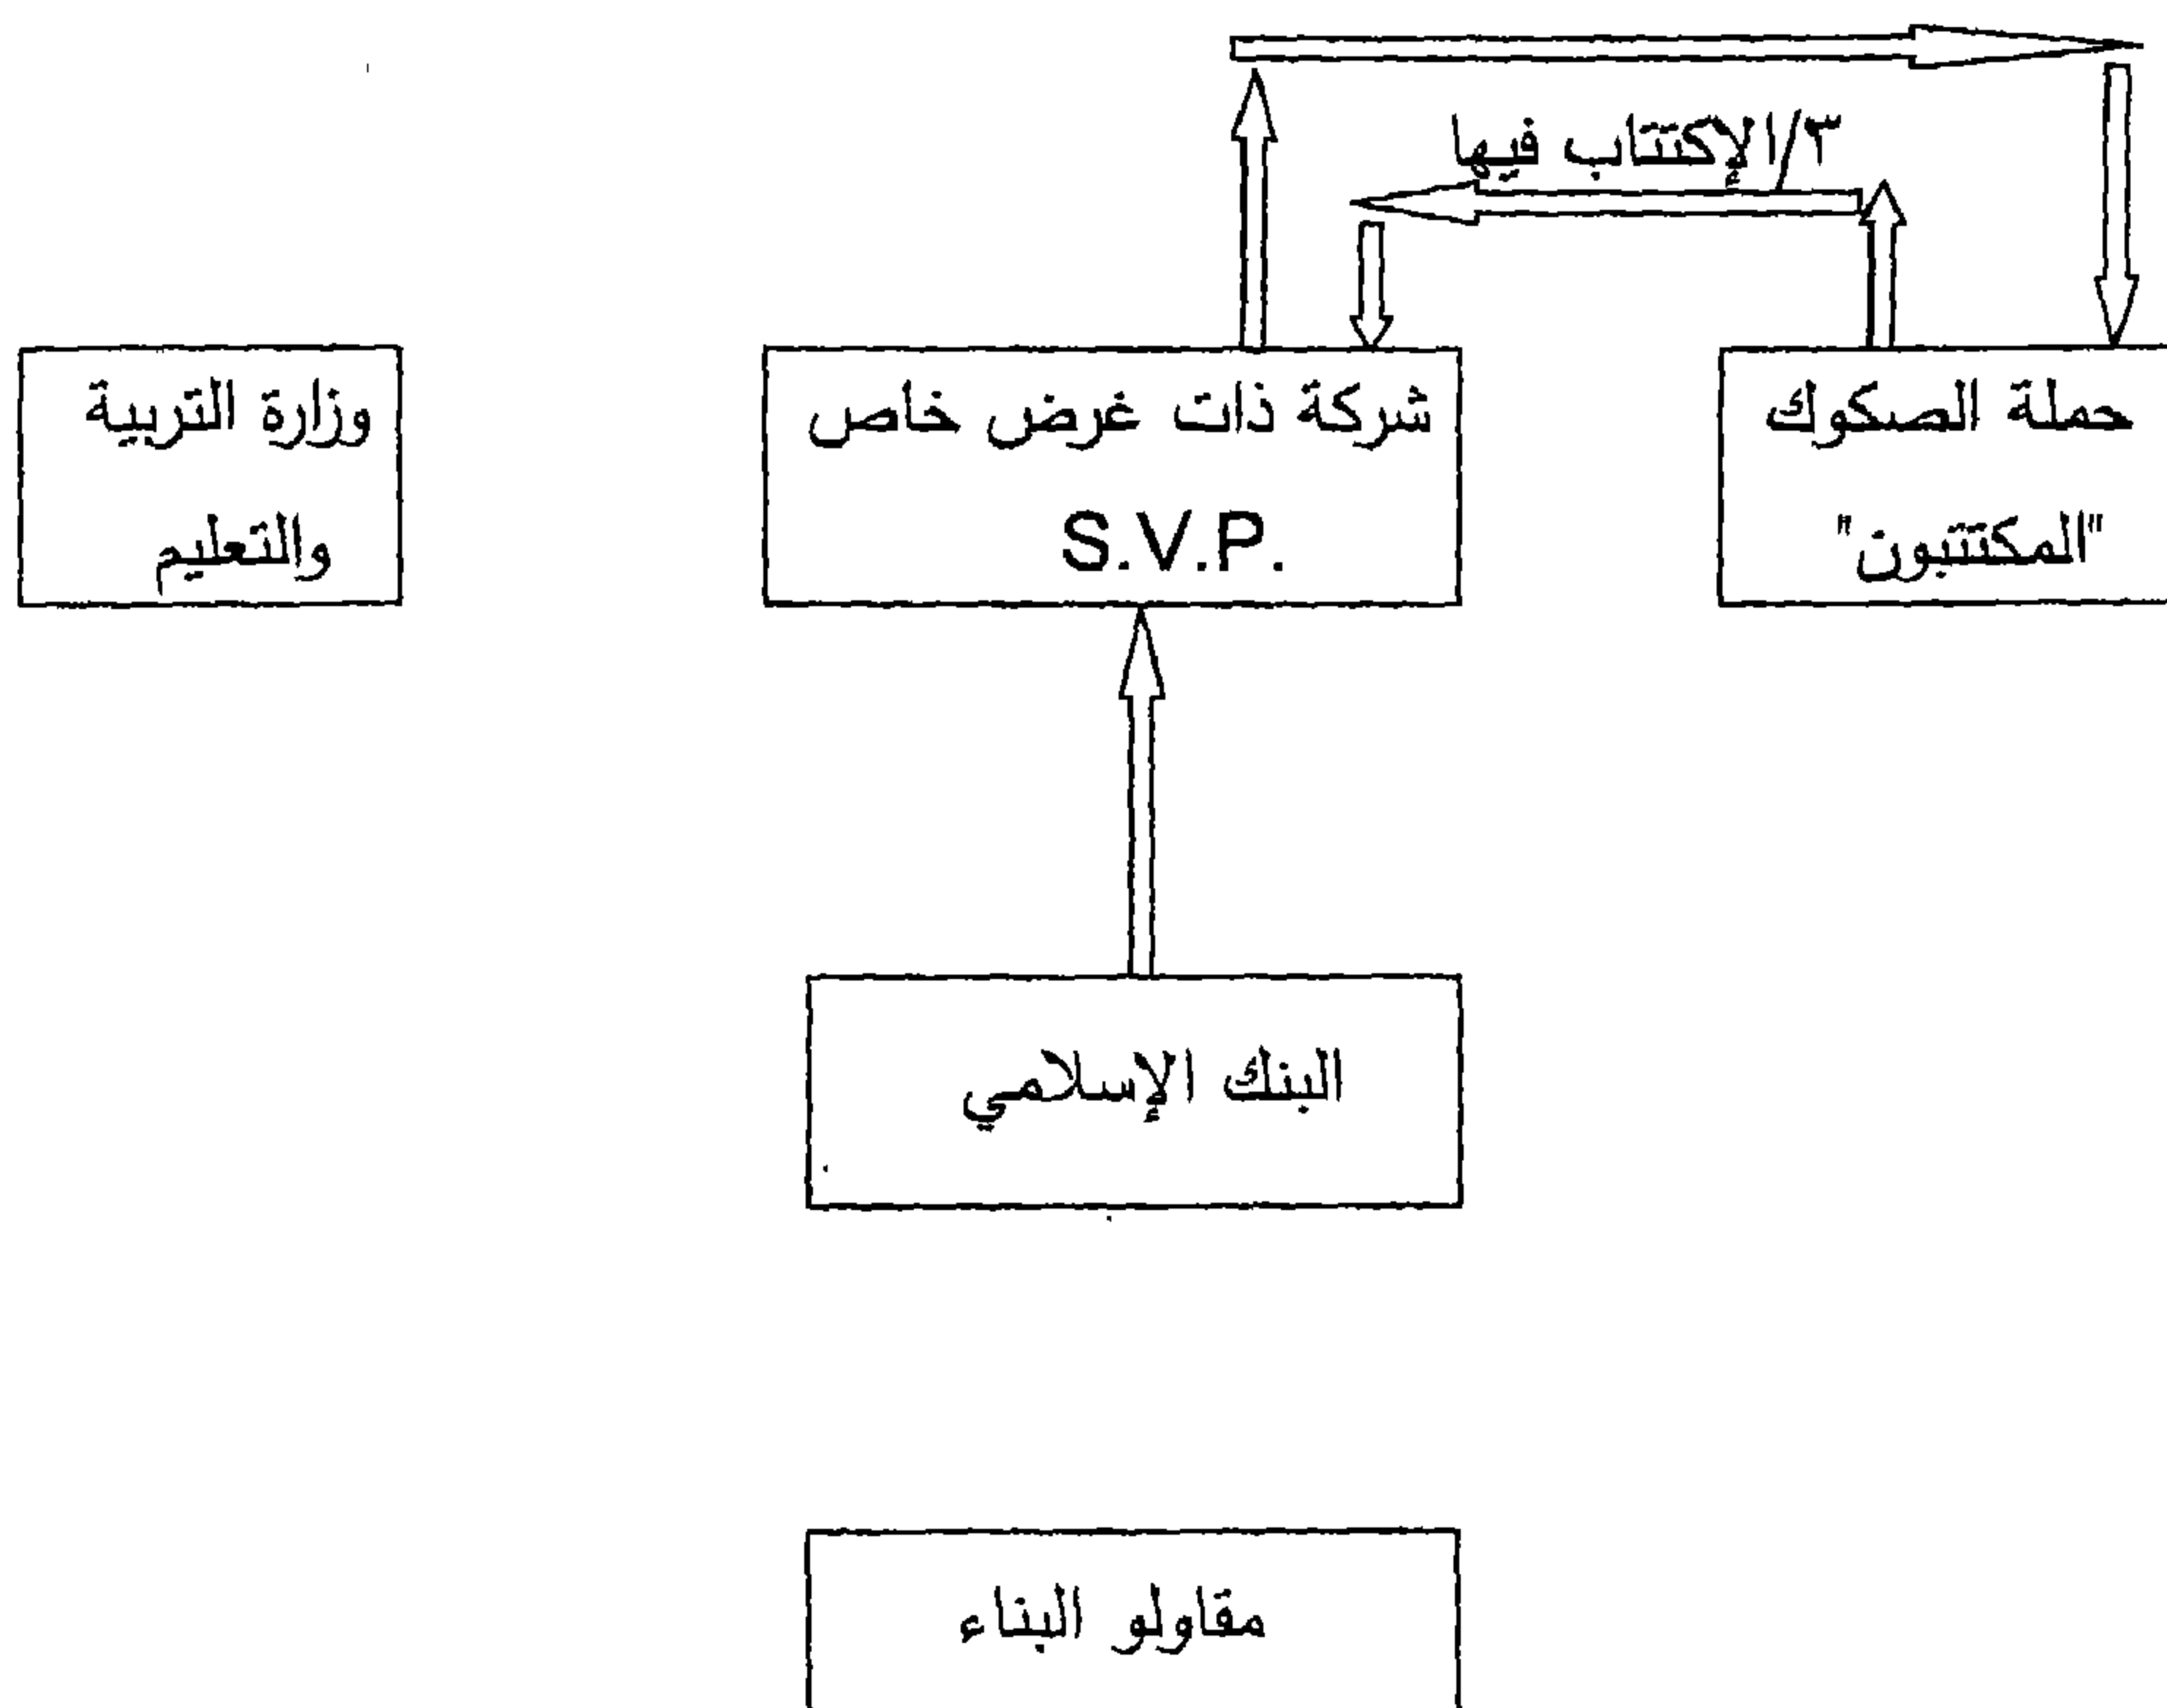 ٣/الإكتتاب فيها
حملة الصكوك
"المكتتبون"
شركة ذات غرض خاص
S.V.P.
وزارة التربية
والتعليم
البنك الإسلامي
مقاولو البناء